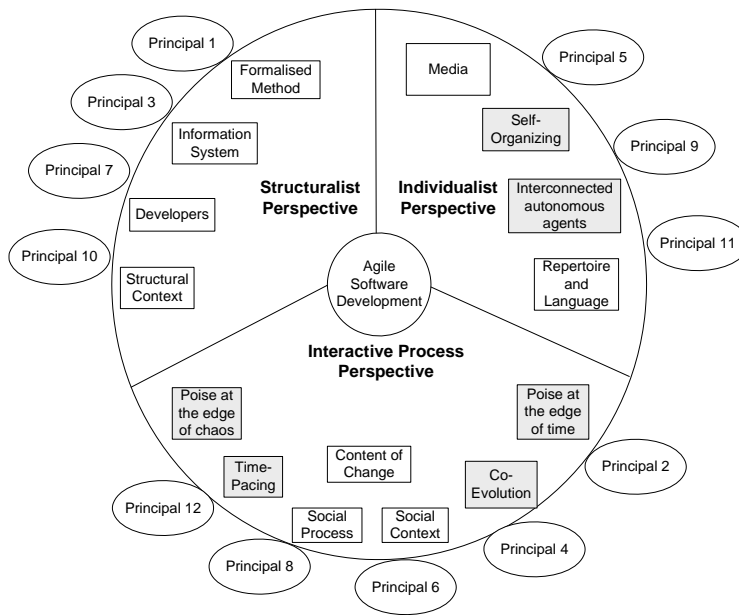 Principal 1
Principal 3
Principal 7
Principal 10
Formalised
Method
Information
System
Developers
Structural
Context
Structuralist
Perspective
Media
Self-
Organizing
Interconnected
autonomous
agents
Repertoire
and
Language
Individualist
Perspective
Principal 5
Principal 9
Principal 11
Agile
Software
Development
Interactive Process
Perspective
Poise at
the edge
of chaos
Time-
Pacing
Content of
Change
Social
Process
Social
Context
Co-
Evolution
Poise at
the edge
of time
Principal 12
Principal 8
Principal 6
Principal 4
Principal 2